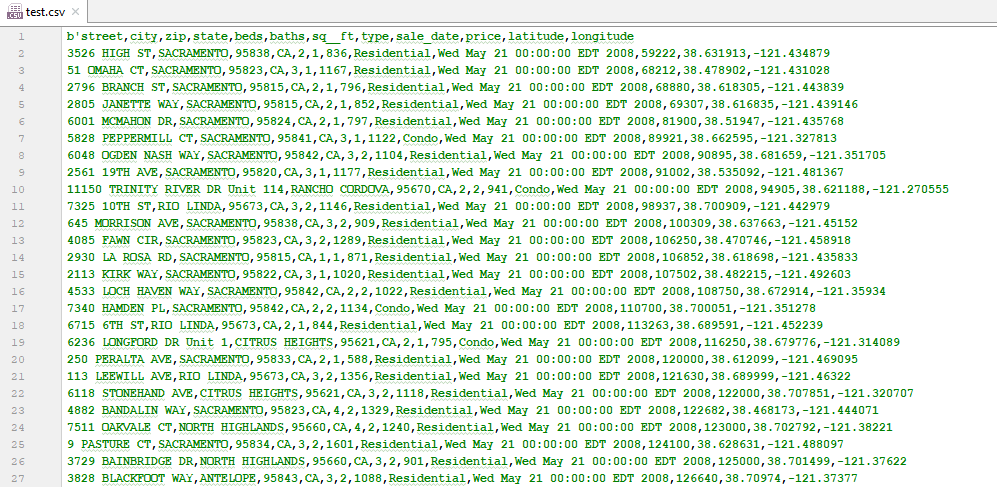 test.csv
1 b'street,city,zip,state,beds,baths,sq__ft,type,sale_date,price,latitude,longitude
2 3526 HIGH ST,SACRAMENTO,95838,CA,2,1,836,Residential,Wed May 21 00:00:00 EDT 2008,59222,38.631913,-121.434879
3 51 OMAHA CT,SACRAMENTO,95823,CA,3,1,1167,Residential,Wed May 21 00:00:00 EDT 2008,68212,38.478902,-121.431028
4 2796 BRANCH ST,SACRAMENTO,95815,CA,2,1,796,Residential,Wed May 21 00:00:00 EDT 2008,68880,38.618305,-121.443839
5 2805 JANETTE WAY,SACRAMENTO,95815,CA,2,1,852,Residential,Wed May 21 00:00:00 EDT 2008,69307,38.616835,-121.439146
6 6001 MCMAHON DR,SACRAMENTO,95824,CA,2,1,797,Residential,Wed May 21 00:00:00 EDT 2008,81900,38.51947,-121.435768
7 5828 PEPPERMILL CT,SACRAMENTO,95841,CA,3,1,1122,Condo,Wed May 21 00:00:00 EDT 2008,89921,38.662595,-121.327813
8 6048 OGDEN NASH WAY,SACRAMENTO,95842,CA,3,2,1104,Residential,Wed May 21 00:00:00 EDT 2008,90895,38.681659,-121.351705
9 2561 19TH AVE,SACRAMENTO,95820,CA,3,1,1177,Residential,Wed May 21 00:00:00 EDT 2008,91002,38.535092,-121.481367
10 11150 TRINITY RIVER DR Unit 114,RANCHO CORDOVA,95670,CA,2,2,941,Condo,Wed May 21 00:00:00 EDT 2008,94905,38.621188,-121.270555
11 7325 10TH ST,RIO LINDA,95673,CA,3,2,1146,Residential,Wed May 21 00:00:00 EDT 2008,98937,38.700909,-121.442979
12 645 MORRISON AVE,SACRAMENTO,95838,CA,3,2,909,Residential,Wed May 21 00:00:00 EDT 2008,100309,38.637663,-121.45152
13 4085 FAWN CIR,SACRAMENTO,95823,CA,3,2,1289,Residential,Wed May 21 00:00:00 EDT 2008,106250,38.470746,-121.458918
14 2930 LA ROSA RD,SACRAMENTO,95815,CA,1,1,871,Residential,Wed May 21 00:00:00 EDT 2008,106852,38.618698,-121.435833
15 2113 KIRK WAY,SACRAMENTO,95822,CA,3,1,1020,Residential,Wed May 21 00:00:00 EDT 2008,107502,38.482215,-121.492603
16 4533 LOCH HAVEN WAY,SACRAMENTO,95842,CA,2,2,1022,Residential,Wed May 21 00:00:00 EDT 2008,108750,38.672914,-121.35934
17 7340 HAMDEN PL,SACRAMENTO,95842,CA,2,2,1134,Condo,Wed May 21 00:00:00 EDT 2008,110700,38.700051,-121.351278
18 6715 6TH ST,RIO LINDA,95673,CA,2,1,844,Residential,Wed May 21 00:00:00 EDT 2008,113263,38.689591,-121.452239
19 6236 LONGFORD DR Unit 1,CITRUS HEIGHTS,95621,CA,2,1,795,Condo,Wed May 21 00:00:00 EDT 2008,116250,38.679776,-121.314089
20 250 PERALTA AVE,SACRAMENTO,95833,CA,2,1,588,Residential,Wed May 21 00:00:00 EDT 2008,120000,38.612099,-121.469095
21 113 LEEWILL AVE,RIO LINDA,95673,CA,3,2,1356,Residential,Wed May 21 00:00:00 EDT 2008,121630,38.689999,-121.46322
22 6118 STONEHAND AVE,CITRUS HEIGHTS,95621,CA,3,2,1118,Residential,Wed May 21 00:00:00 EDT 2008,122000,38.707851,-121.320707
23 4882 BANDALIN WAY,SACRAMENTO,95823,CA,4,2,1329,Residential,Wed May 21 00:00:00 EDT 2008,122682,38.468173,-121.444071
24 7511 OAKVALE CT,NORTH HIGHLANDS,95660,CA,4,2,1240,Residential,Wed May 21 00:00:00 EDT 2008,123000,38.702792,-121.38221
25 9 PASTURE CT,SACRAMENTO,95834,CA,3,2,1601,Residential,Wed May 21 00:00:00 EDT 2008,124100,38.628631,-121.488097
26 3729 BAINBRIDGE DR,NORTH HIGHLANDS,95660,CA,3,2,901,Residential,Wed May 21 00:00:00 EDT 2008,125000,38.701499,-121.37622
27 3828 BLACKFOOT WAY,ANTELOPE,95843,CA,3,2,1088,Residential,Wed May 21 00:00:00 EDT 2008,126640,38.70974,-121.37377